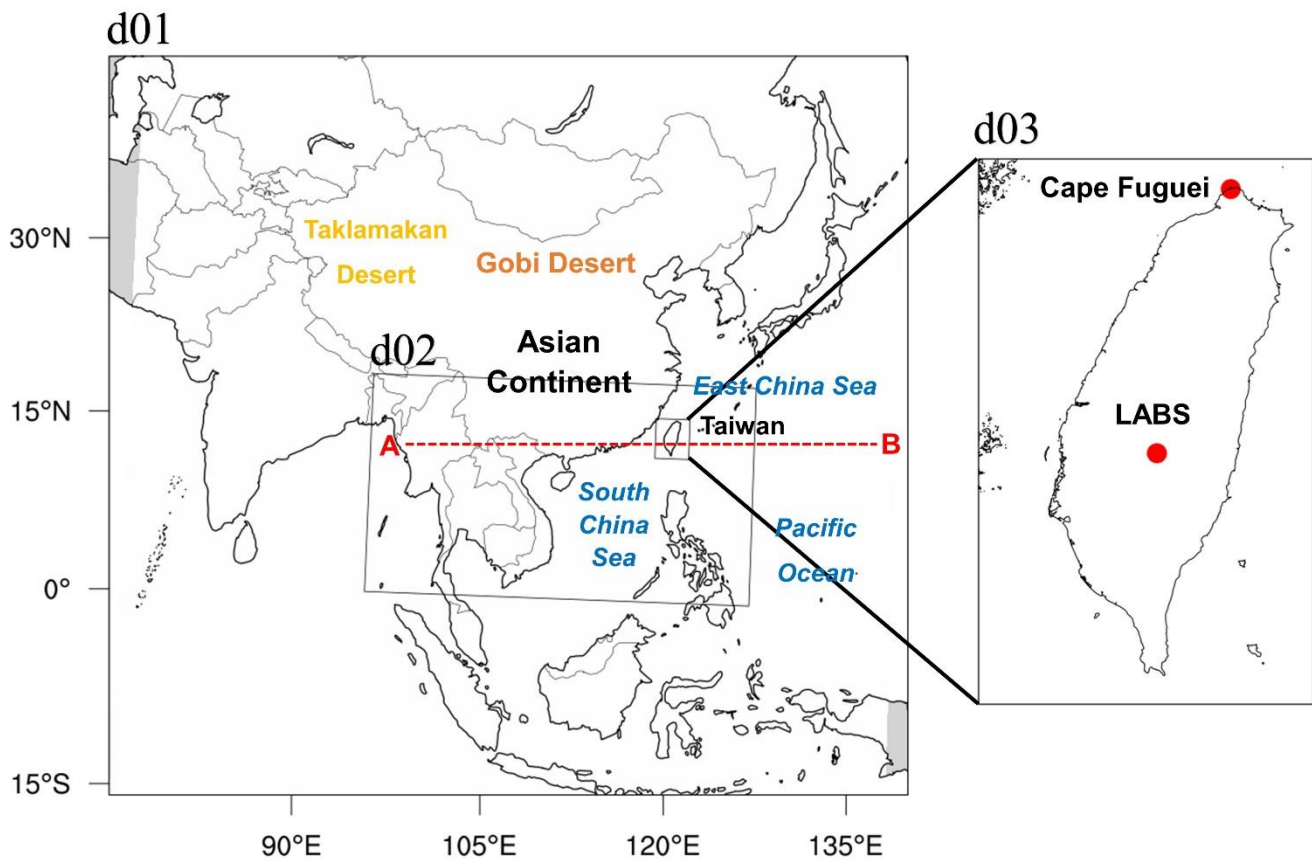 d01
d03
Cape Fuguei
30°N
Taklamakan
Desert
Gobi Desert
Asian
Continent
d02
East China Sea
15°N
Taiwan
LABS
A
B
South
China
Sea
Pacific
Ocean
0°
15°S
90°E
105°E
120°E
135°E